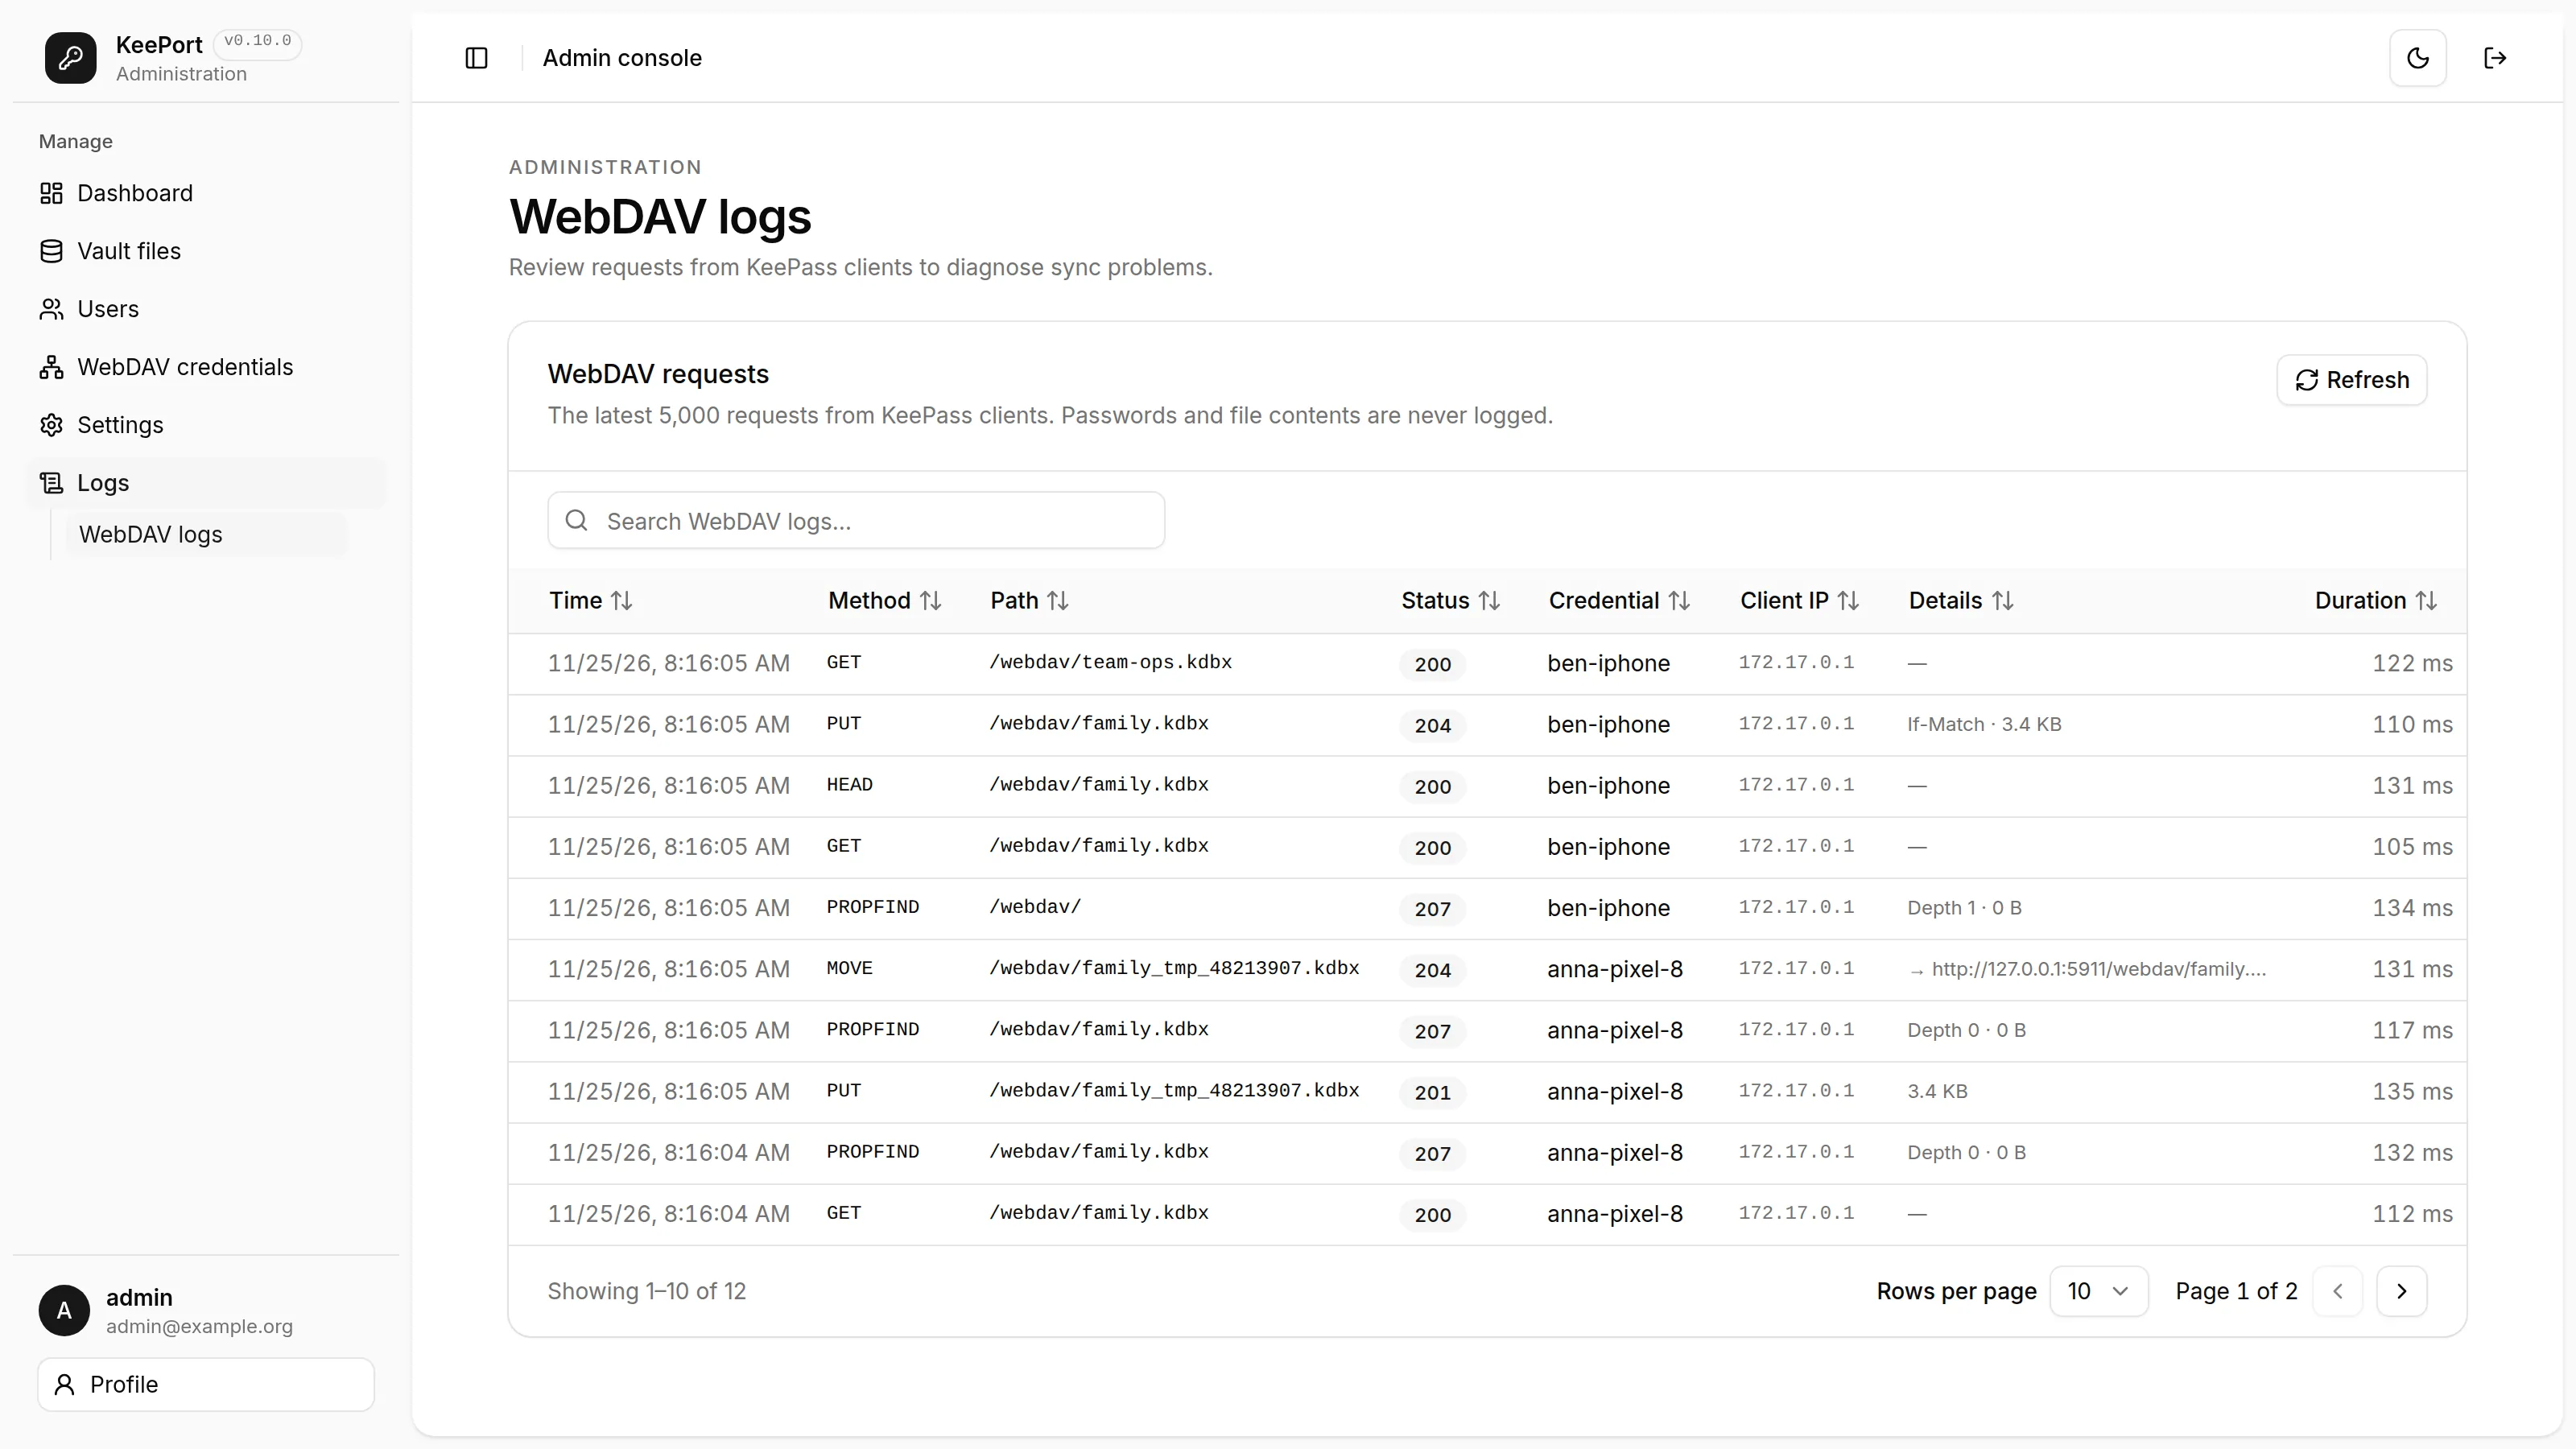 KeePort v0.10.0
Administration
Manage
Dashboard
Vault files
Users
WebDAV credentials
Settings
Logs
WebDAV logs
A admin
admin@example.org
Profile
Admin console
ADMINISTRATION
WebDAV logs
Review requests from KeePass clients to diagnose sync problems.
WebDAV requests
The latest 5,000 requests from KeePass clients. Passwords and file contents are never logged.
Refresh
Search WebDAV logs...
Time Method Path Status Credential Client IP Details Duration
11/25/26, 8:16:05 AM GET /webdav/team-ops.kdbx 200 ben-iphone 172.17.0.1 — 122 ms
11/25/26, 8:16:05 AM PUT /webdav/family.kdbx 204 ben-iphone 172.17.0.1 If-Match · 3.4 KB 110 ms
11/25/26, 8:16:05 AM HEAD /webdav/family.kdbx 200 ben-iphone 172.17.0.1 — 131 ms
11/25/26, 8:16:05 AM GET /webdav/family.kdbx 200 ben-iphone 172.17.0.1 — 105 ms
11/25/26, 8:16:05 AM PROPFIND /webdav/ 207 ben-iphone 172.17.0.1 Depth 1 · 0 B 134 ms
11/25/26, 8:16:05 AM MOVE /webdav/family_tmp_48213907.kdbx 204 anna-pixel-8 172.17.0.1 → http://127.0.0.1:5911/webdav/family.... 131 ms
11/25/26, 8:16:05 AM PROPFIND /webdav/family.kdbx 207 anna-pixel-8 172.17.0.1 Depth 0 · 0 B 117 ms
11/25/26, 8:16:05 AM PUT /webdav/family_tmp_48213907.kdbx 201 anna-pixel-8 172.17.0.1 3.4 KB 135 ms
11/25/26, 8:16:04 AM PROPFIND /webdav/family.kdbx 207 anna-pixel-8 172.17.0.1 Depth 0 · 0 B 132 ms
11/25/26, 8:16:04 AM GET /webdav/family.kdbx 200 anna-pixel-8 172.17.0.1 — 112 ms
Showing 1–10 of 12 Rows per page 10 Page 1 of 2